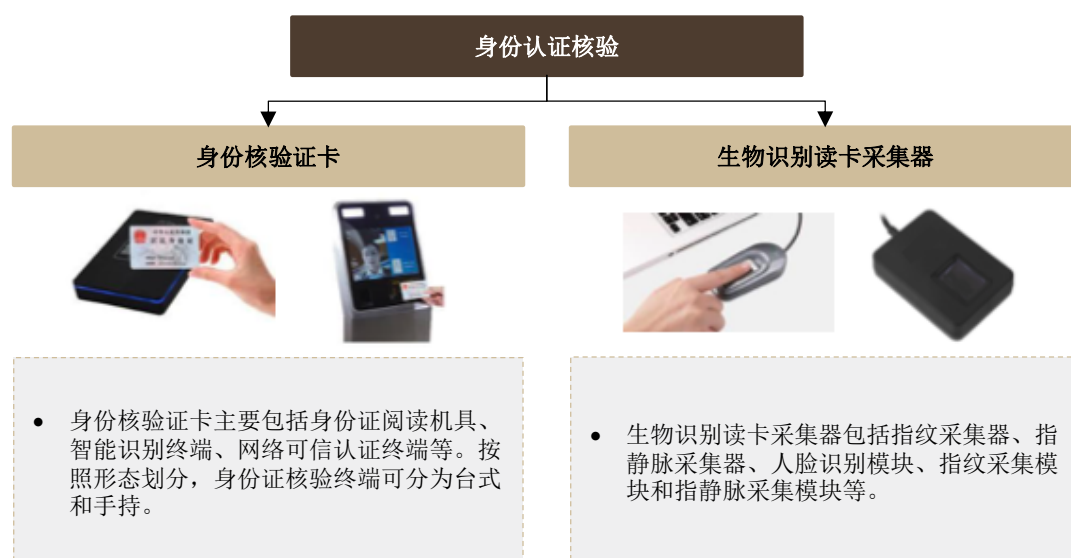 身份认证核验
身份核验证卡
生物识别读卡采集器
• 身份核验证卡主要包括身份证阅读机具、
智能识别终端、网络可信认证终端等。按
照形态划分，身份证核验终端可分为台式
和手持。
• 生物识别读卡采集器包括指纹采集器、指
静脉采集器、人脸识别模块、指纹采集模
块和指静脉采集模块等。